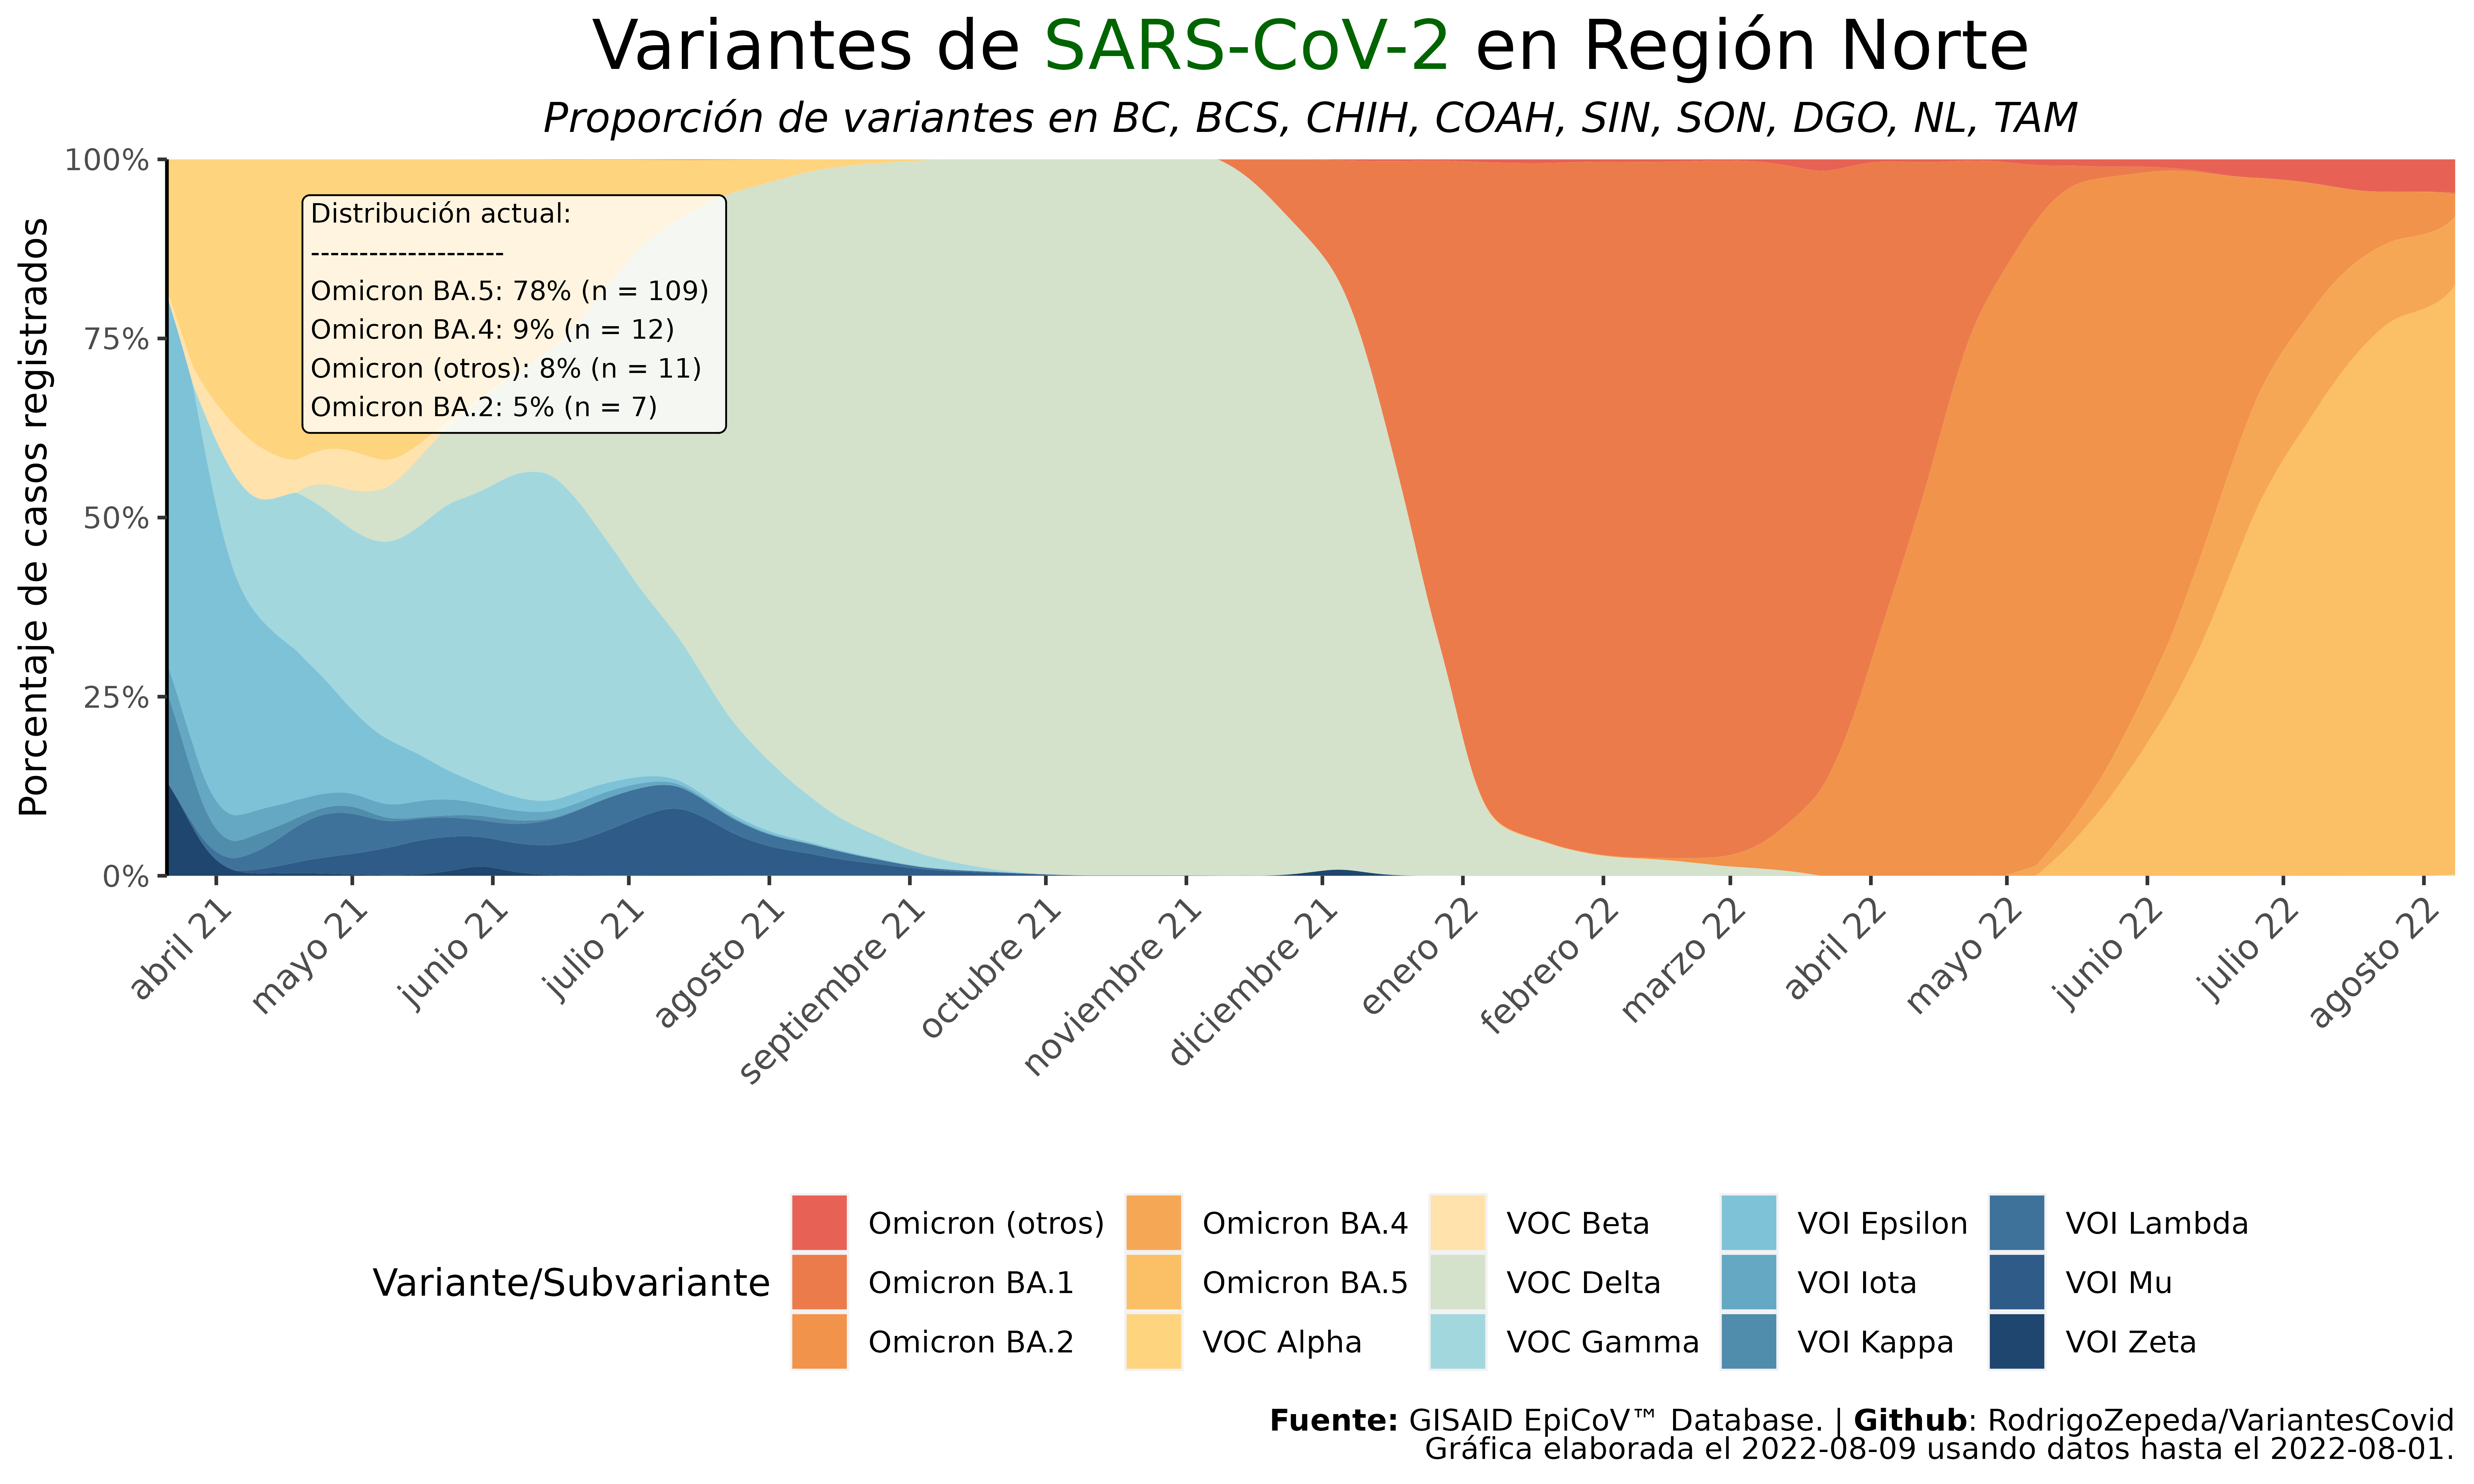 Variantes de SARS-CoV-2 en Región Norte
Proporción de variantes en BC, BCS, CHIH, COAH, SIN, SON, DGO, NL, TAM
Porcentaje de casos registrados
100%
75%
50%
25%
0%
Distribución actual:
--------------------
Omicron BA.5: 78% (n = 109)
Omicron BA.4: 9% (n = 12)
Omicron (otros): 8% (n = 11)
Omicron BA.2: 5% (n = 7)
abril 21
mayo 21
junio 21
julio 21
agosto 21
septiembre 21
octubre 21
noviembre 21
diciembre 21
enero 22
febrero 22
marzo 22
abril 22
mayo 22
junio 22
julio 22
agosto 22
Variante/Subvariante
Omicron (otros)
Omicron BA.1
Omicron BA.2
Omicron BA.4
Omicron BA.5
VOC Alpha
VOC Beta
VOC Delta
VOC Gamma
VOI Epsilon
VOI Iota
VOI Kappa
VOI Lambda
VOI Mu
VOI Zeta
Fuente: GISAID EpiCoV™ Database. | Github: RodrigoZepeda/VariantesCovid
Gráfica elaborada el 2022-08-09 usando datos hasta el 2022-08-01.